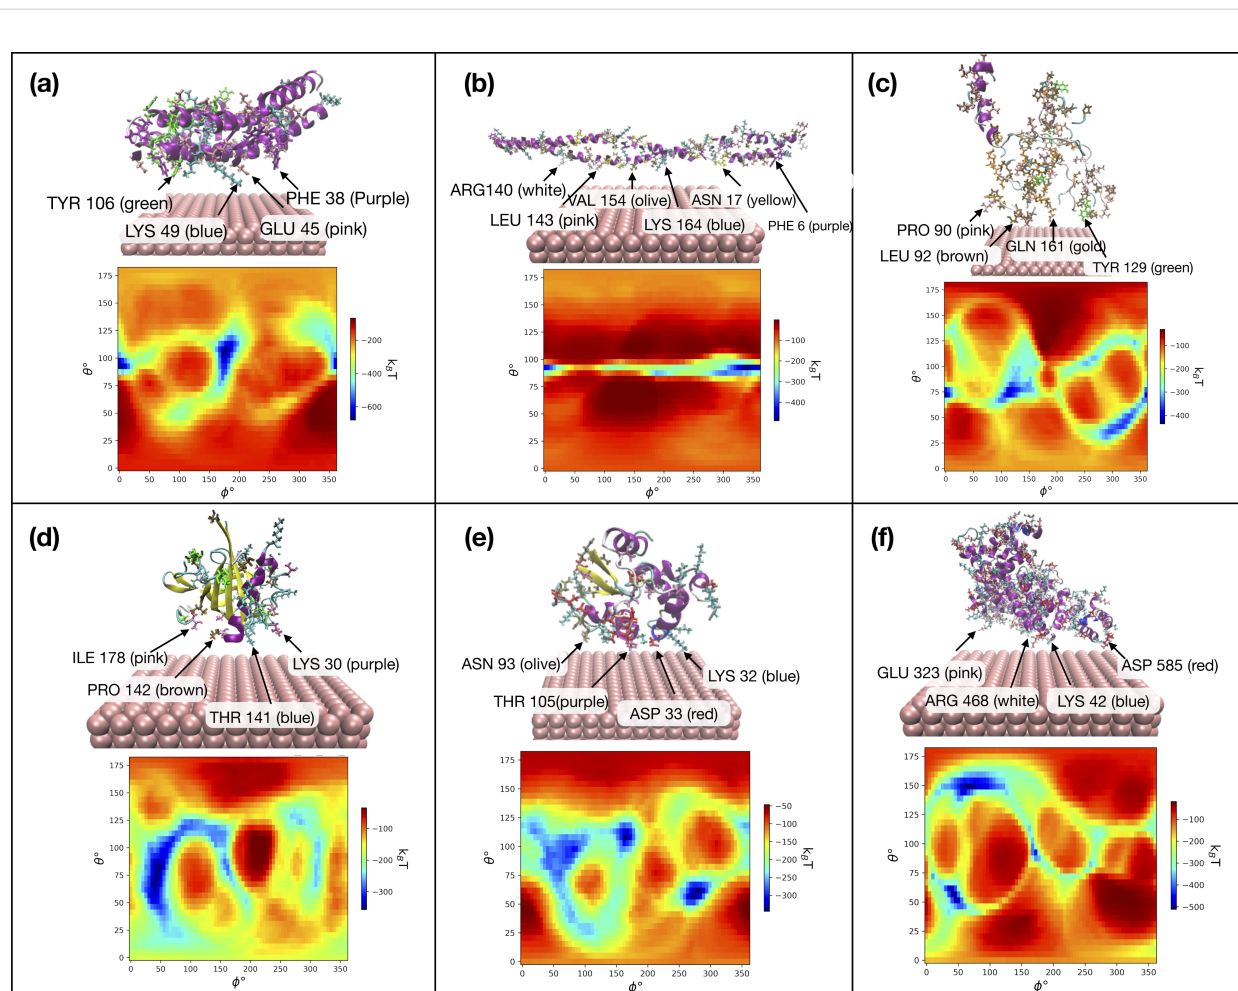 (a)
TYR 106 (green)
PHE 38 (Purple)
LYS 49 (blue)
GLU 45 (pink)
175
150
125
100
75
50
25
0
θ°
0 50 100 150 200 250 300 350
ϕ°
−200
−400
−600
k_BT
(b)
ARG140 (white)
VAL 154 (olive)
ASN 17 (yellow)
LEU 143 (pink)
LYS 164 (blue)
PHE 6 (purple)
175
150
125
100
75
50
25
0
θ°
0 50 100 150 200 250 300 350
ϕ°
−100
−200
−300
−400
k_BT
(c)
PRO 90 (pink)
GLN 161 (gold)
LEU 92 (brown)
TYR 129 (green)
175
150
125
100
75
50
25
0
θ°
0 50 100 150 200 250 300 350
ϕ°
−100
−200
−300
−400
k_BT
(d)
ILE 178 (pink)
LYS 30 (purple)
PRO 142 (brown)
THR 141 (blue)
175
150
125
100
75
50
25
0
θ°
0 50 100 150 200 250 300 350
ϕ°
−100
−200
−300
k_BT
(e)
ASN 93 (olive)
LYS 32 (blue)
THR 105(purple)
ASP 33 (red)
175
150
125
100
75
50
25
0
θ°
0 50 100 150 200 250 300 350
ϕ°
−50
−100
−150
−200
−250
−300
k_BT
(f)
GLU 323 (pink)
ASP 585 (red)
ARG 468 (white)
LYS 42 (blue)
175
150
125
100
75
50
25
0
θ°
0 50 100 150 200 250 300 350
ϕ°
−100
−200
−300
−400
−500
k_BT